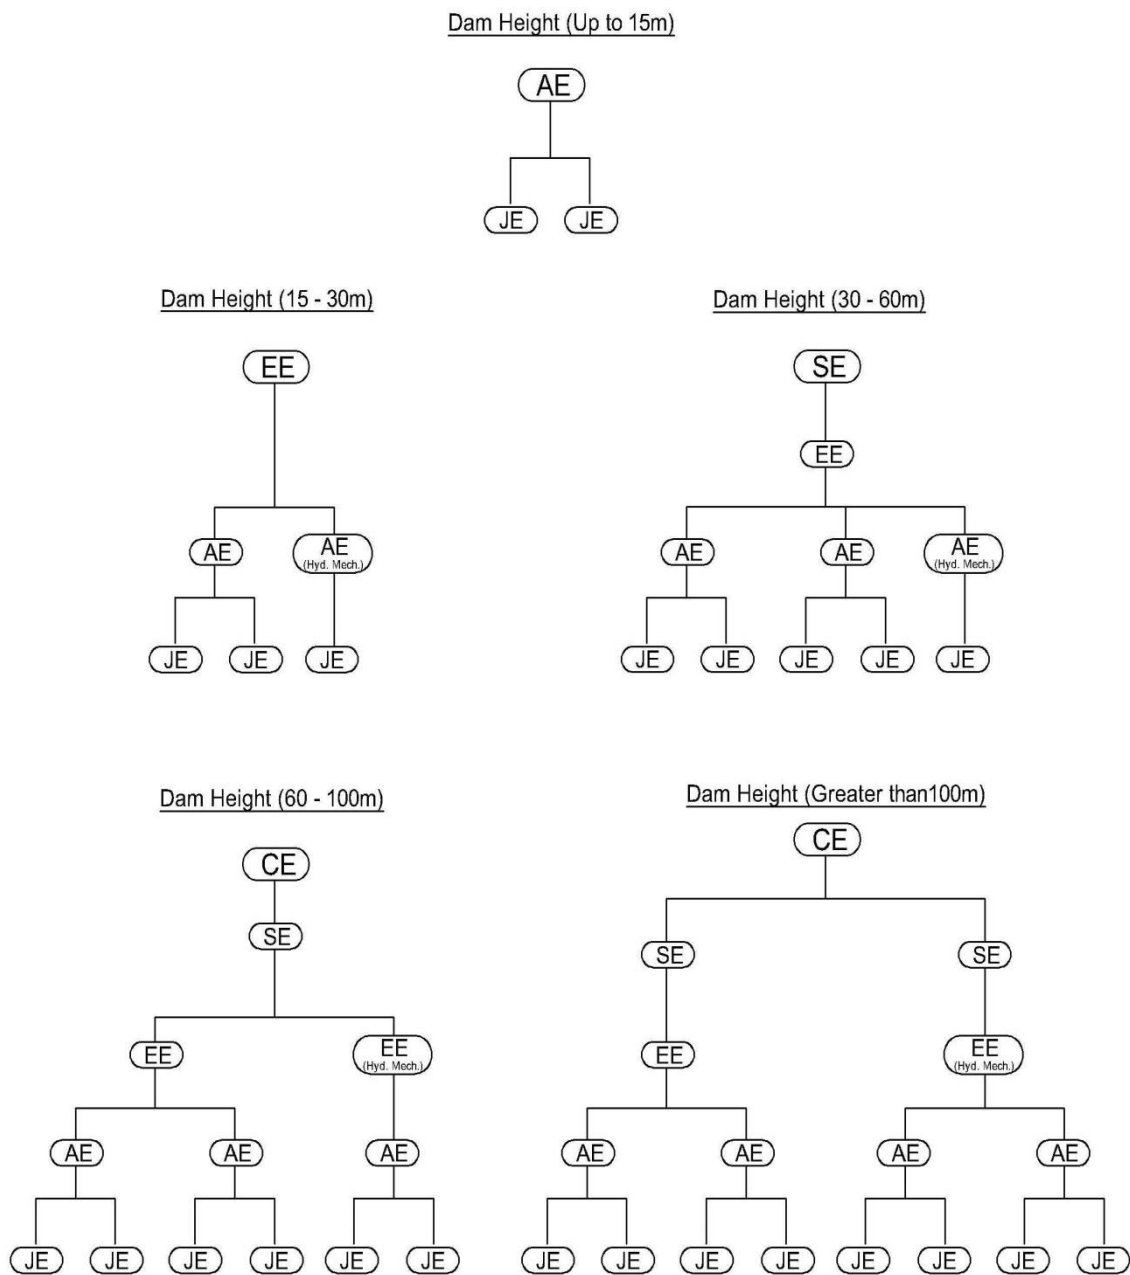 Dam Height (Up to 15m)
AE
JE JE
Dam Height (15 - 30m)
EE
AE AE
(Hyd. Mech.)
JE JE JE
Dam Height (30 - 60m)
SE
EE
AE AE AE
(Hyd. Mech.)
JE JE JE JE JE
Dam Height (60 - 100m)
CE
SE
EE EE
(Hyd. Mech.)
AE AE AE
JE JE JE JE JE JE
Dam Height (Greater than100m)
CE
SE SE
EE EE
(Hyd. Mech.)
AE AE AE AE
JE JE JE JE JE JE JE JE